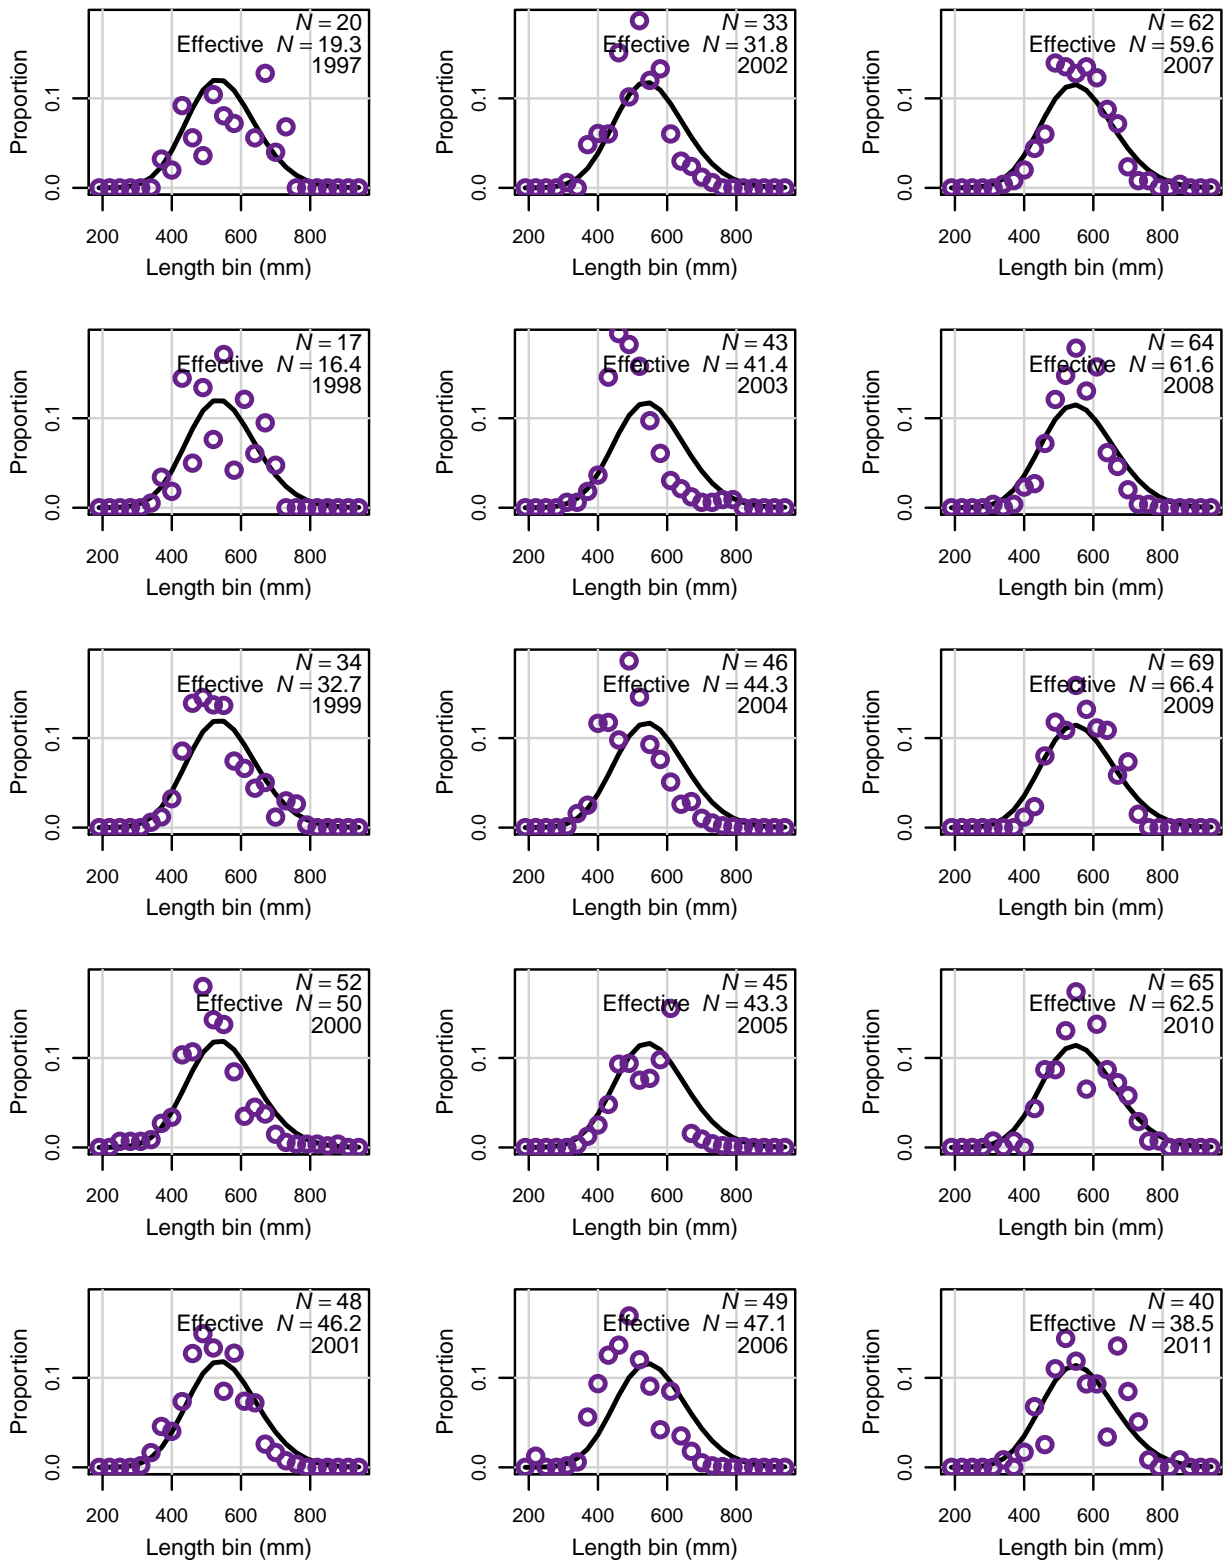 N = 20
Effective N = 19.3
1997
Proportion
0.0
0.1
200 400 600 800
Length bin (mm)
N = 33
Effective N = 31.8
2002
Proportion
0.0
0.1
200 400 600 800
Length bin (mm)
N = 62
Effective N = 59.6
2007
Proportion
0.0
0.1
200 400 600 800
Length bin (mm)
N = 17
Effective N = 16.4
1998
Proportion
0.0
0.1
200 400 600 800
Length bin (mm)
N = 43
Effective N = 41.4
2003
Proportion
0.0
0.1
200 400 600 800
Length bin (mm)
N = 64
Effective N = 61.6
2008
Proportion
0.0
0.1
200 400 600 800
Length bin (mm)
N = 34
Effective N = 32.7
1999
Proportion
0.0
0.1
200 400 600 800
Length bin (mm)
N = 46
Effective N = 44.3
2004
Proportion
0.0
0.1
200 400 600 800
Length bin (mm)
N = 69
Effective N = 66.4
2009
Proportion
0.0
0.1
200 400 600 800
Length bin (mm)
N = 52
Effective N = 50
2000
Proportion
0.0
0.1
200 400 600 800
Length bin (mm)
N = 45
Effective N = 43.3
2005
Proportion
0.0
0.1
200 400 600 800
Length bin (mm)
N = 65
Effective N = 62.5
2010
Proportion
0.0
0.1
200 400 600 800
Length bin (mm)
N = 48
Effective N = 46.2
2001
Proportion
0.0
0.1
200 400 600 800
Length bin (mm)
N = 49
Effective N = 47.1
2006
Proportion
0.0
0.1
200 400 600 800
Length bin (mm)
N = 40
Effective N = 38.5
2011
Proportion
0.0
0.1
200 400 600 800
Length bin (mm)